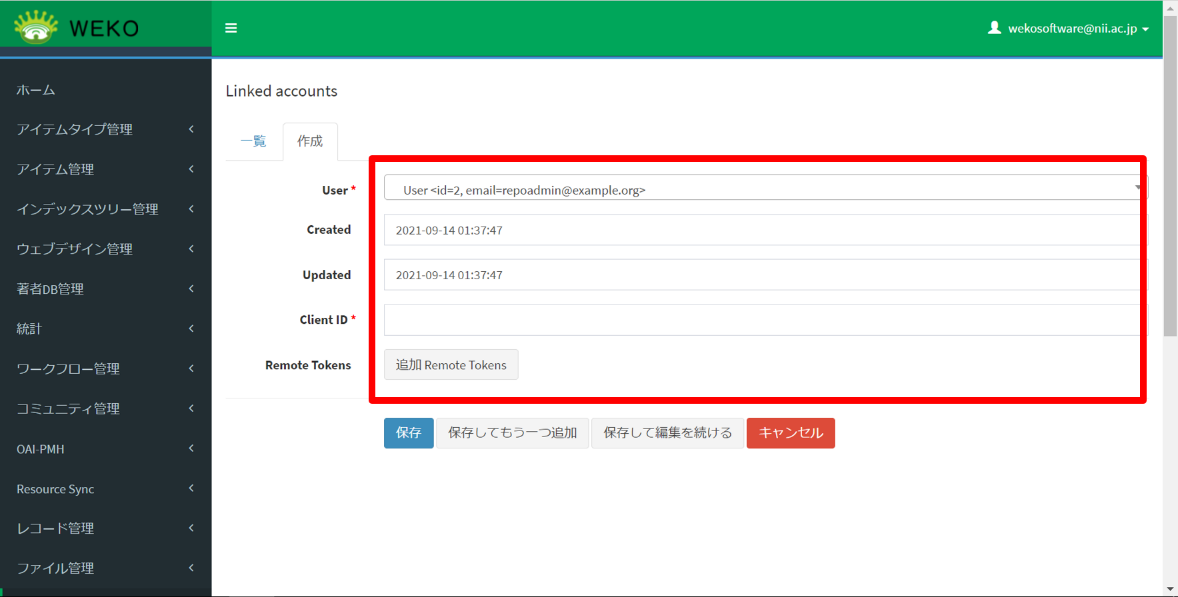 WEKO
wekosoftware@nii.ac.jp
ホーム
アイテムタイプ管理
アイテム管理
インデックスツリー管理
ウェブデザイン管理
著者DB管理
統計
ワークフロー管理
コミュニティ管理
OAI-PMH
Resource Sync
レコード管理
ファイル管理
Linked accounts
一覧 作成
User * User <id=2, email=repoadmin@example.org>
Created 2021-09-14 01:37:47
Updated 2021-09-14 01:37:47
Client ID *
Remote Tokens 追加 Remote Tokens
保存 保存してもう一つ追加 保存して編集を続ける キャンセル